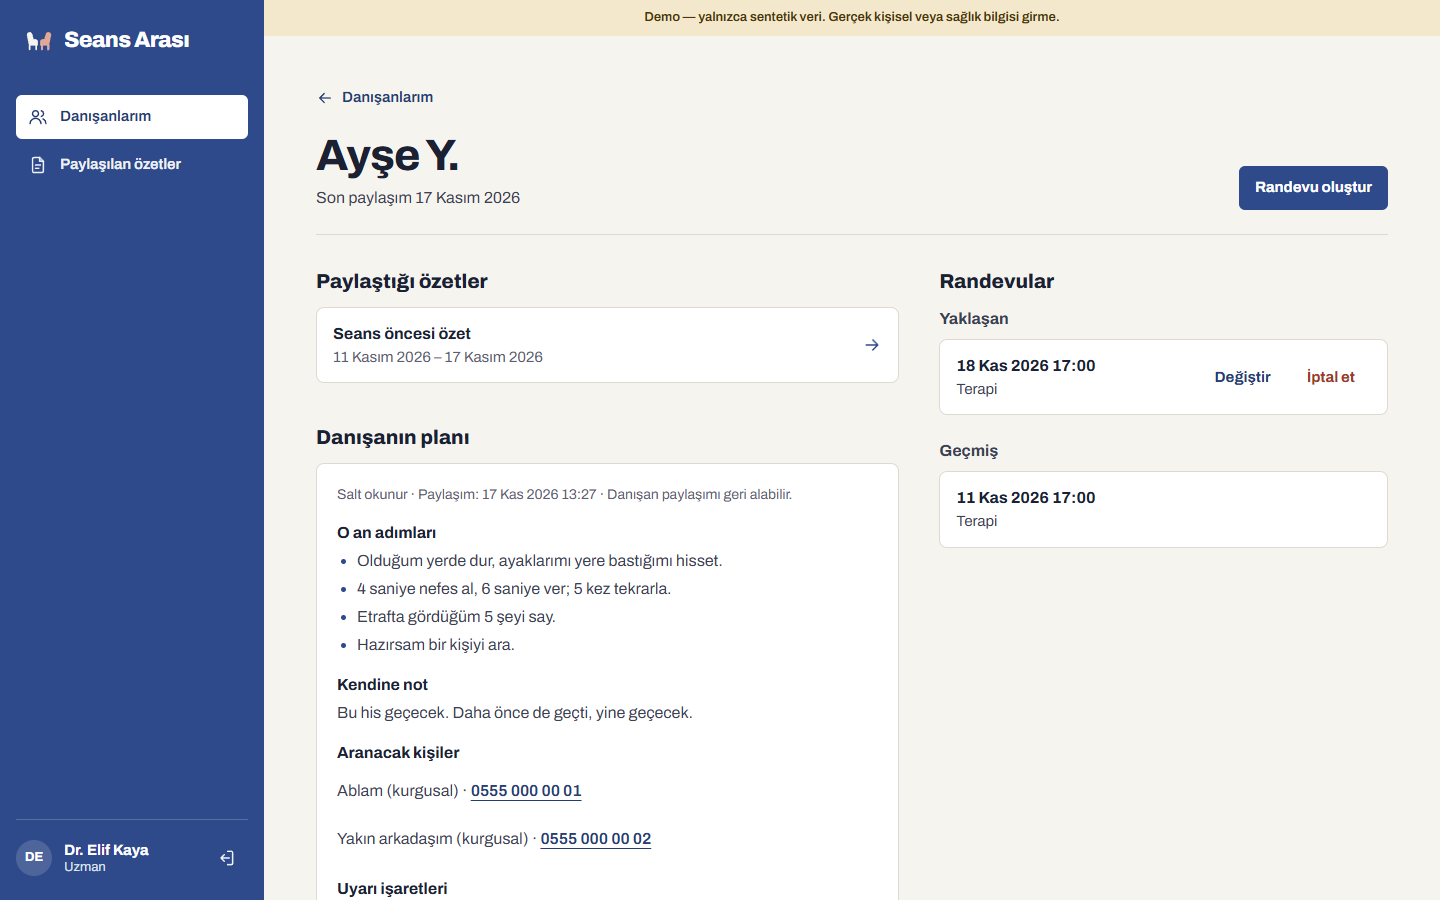 Demo — yalnızca sentetik veri. Gerçek kişisel veya sağlık bilgisi girme.
Seans Arası
Danışanlarım
Paylaşılan özetler
DE
Dr. Elif Kaya
Uzman
Danışanlarım
Ayşe Y.
Son paylaşım 17 Kasım 2026
Randevu oluştur
Paylaştığı özetler
Seans öncesi özet
11 Kasım 2026 – 17 Kasım 2026
Danışanın planı
Salt okunur · Paylaşım: 17 Kas 2026 13:27 · Danışan paylaşımı geri alabilir.
O an adımları
• Olduğum yerde dur, ayaklarımı yere bastığımı hisset.
• 4 saniye nefes al, 6 saniye ver; 5 kez tekrarla.
• Etrafta gördüğüm 5 şeyi say.
• Hazırsam bir kişiyi ara.
Kendine not
Bu his geçecek. Daha önce de geçti, yine geçecek.
Aranacak kişiler
Ablam (kurgusal) · 0555 000 00 01
Yakın arkadaşım (kurgusal) · 0555 000 00 02
Uyarı işaretleri
Randevular
Yaklaşan
18 Kas 2026 17:00
Terapi
Değiştir
İptal et
Geçmiş
11 Kas 2026 17:00
Terapi